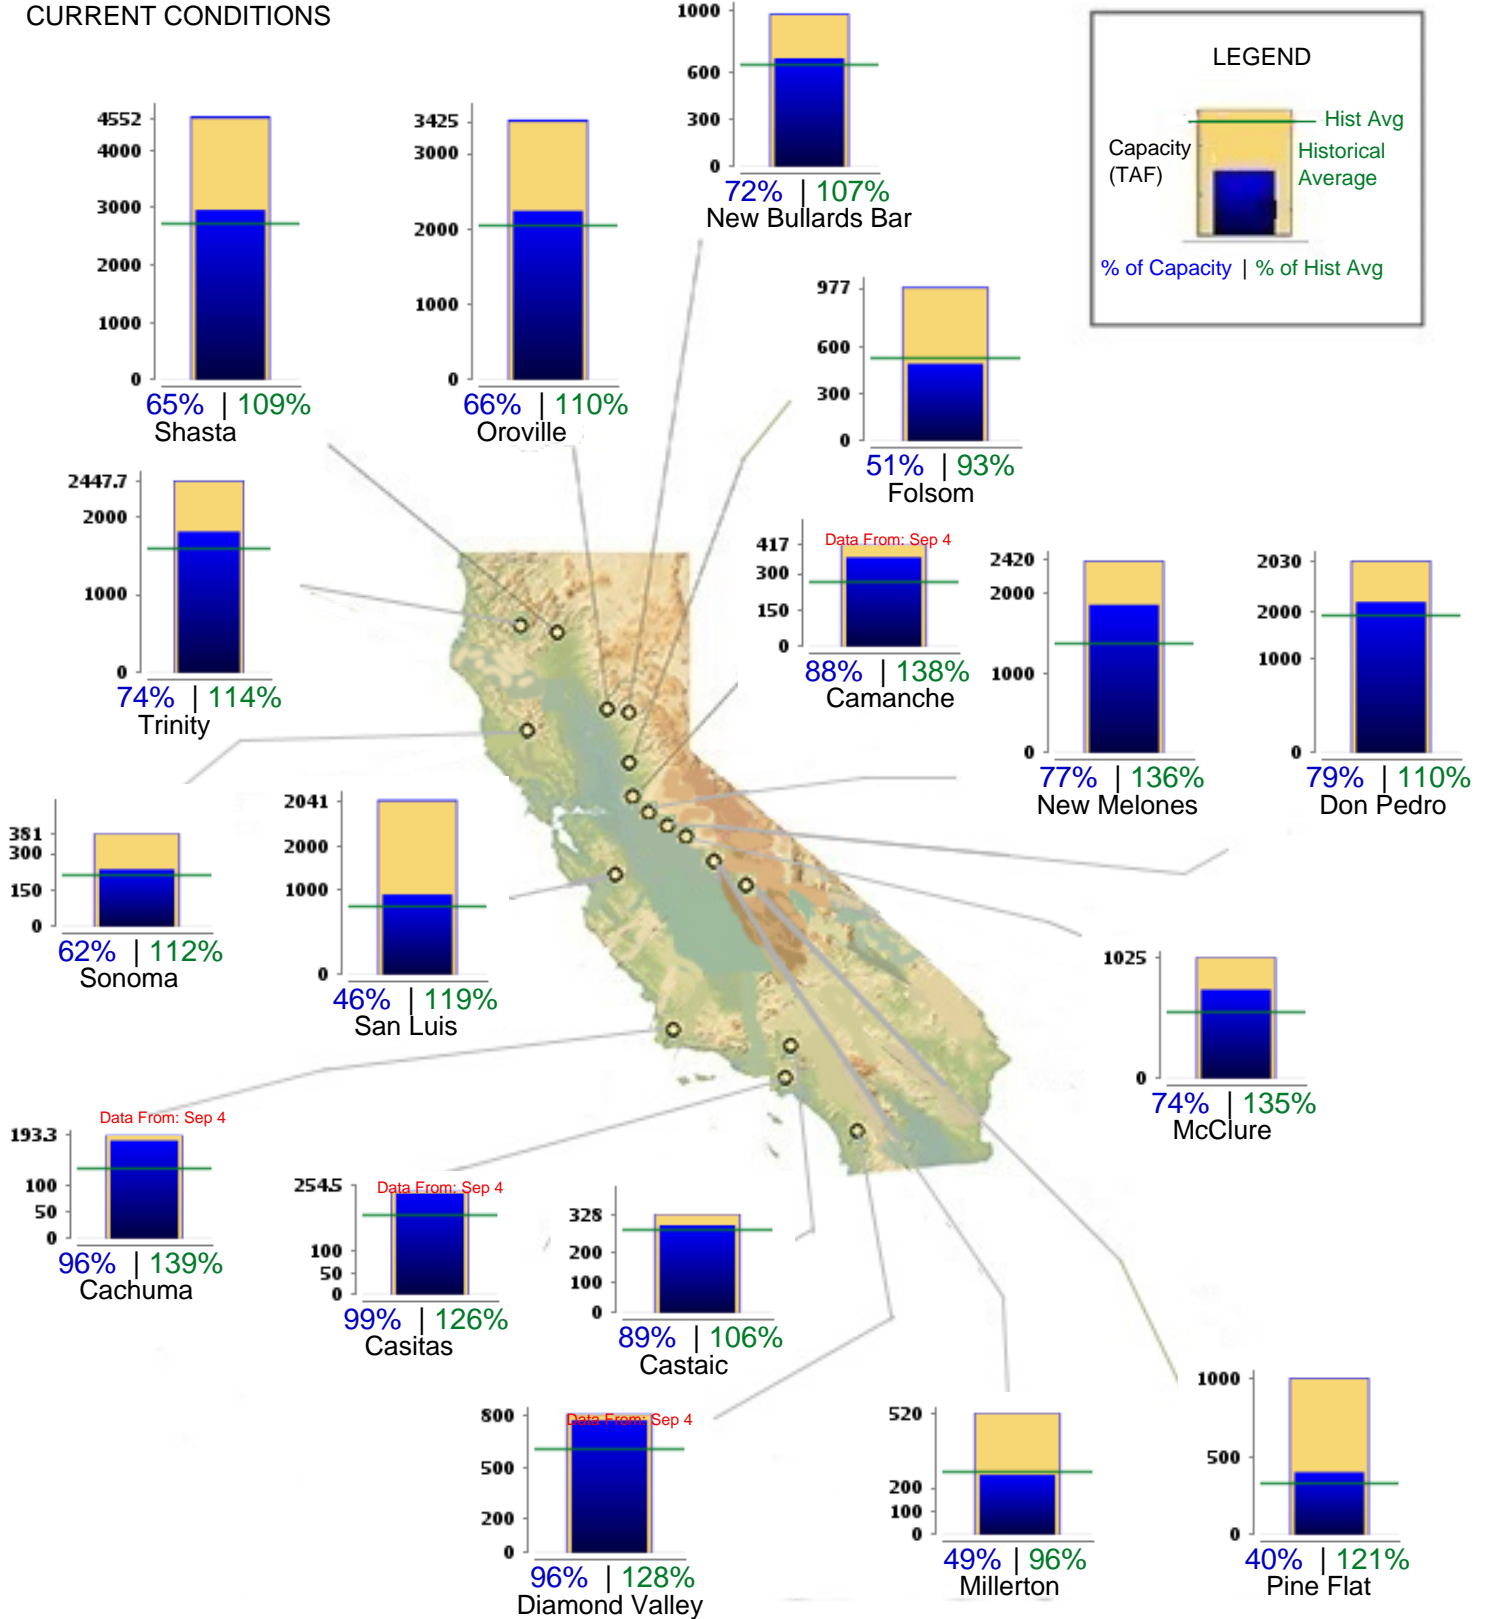 CURRENT CONDITIONS
1000
600
300
0
72% | 107%
New Bullards Bar
LEGEND
Hist Avg
Capacity
(TAF)
Historical
Average
% of Capacity | % of Hist Avg
4552
4000
3000
2000
1000
0
65% | 109%
Shasta
3425
3000
2000
1000
0
66% | 110%
Oroville
977
600
300
0
51% | 93%
Folsom
2447.7
2000
1000
0
74% | 114%
Trinity
Data From: Sep 4
417
300
150
0
88% | 138%
Camanche
2420
2000
1000
0
77% | 136%
New Melones
2030
2000
1000
0
79% | 110%
Don Pedro
381
300
150
0
62% | 112%
Sonoma
2041
2000
1000
0
46% | 119%
San Luis
1025
0
74% | 135%
McClure
Data From: Sep 4
193.3
100
50
0
96% | 139%
Cachuma
Data From: Sep 4
254.5
100
50
0
99% | 126%
Casitas
328
200
100
0
89% | 106%
Castaic
Data From: Sep 4
800
500
200
0
96% | 128%
Diamond Valley
520
200
100
0
49% | 96%
Millerton
1000
500
0
40% | 121%
Pine Flat